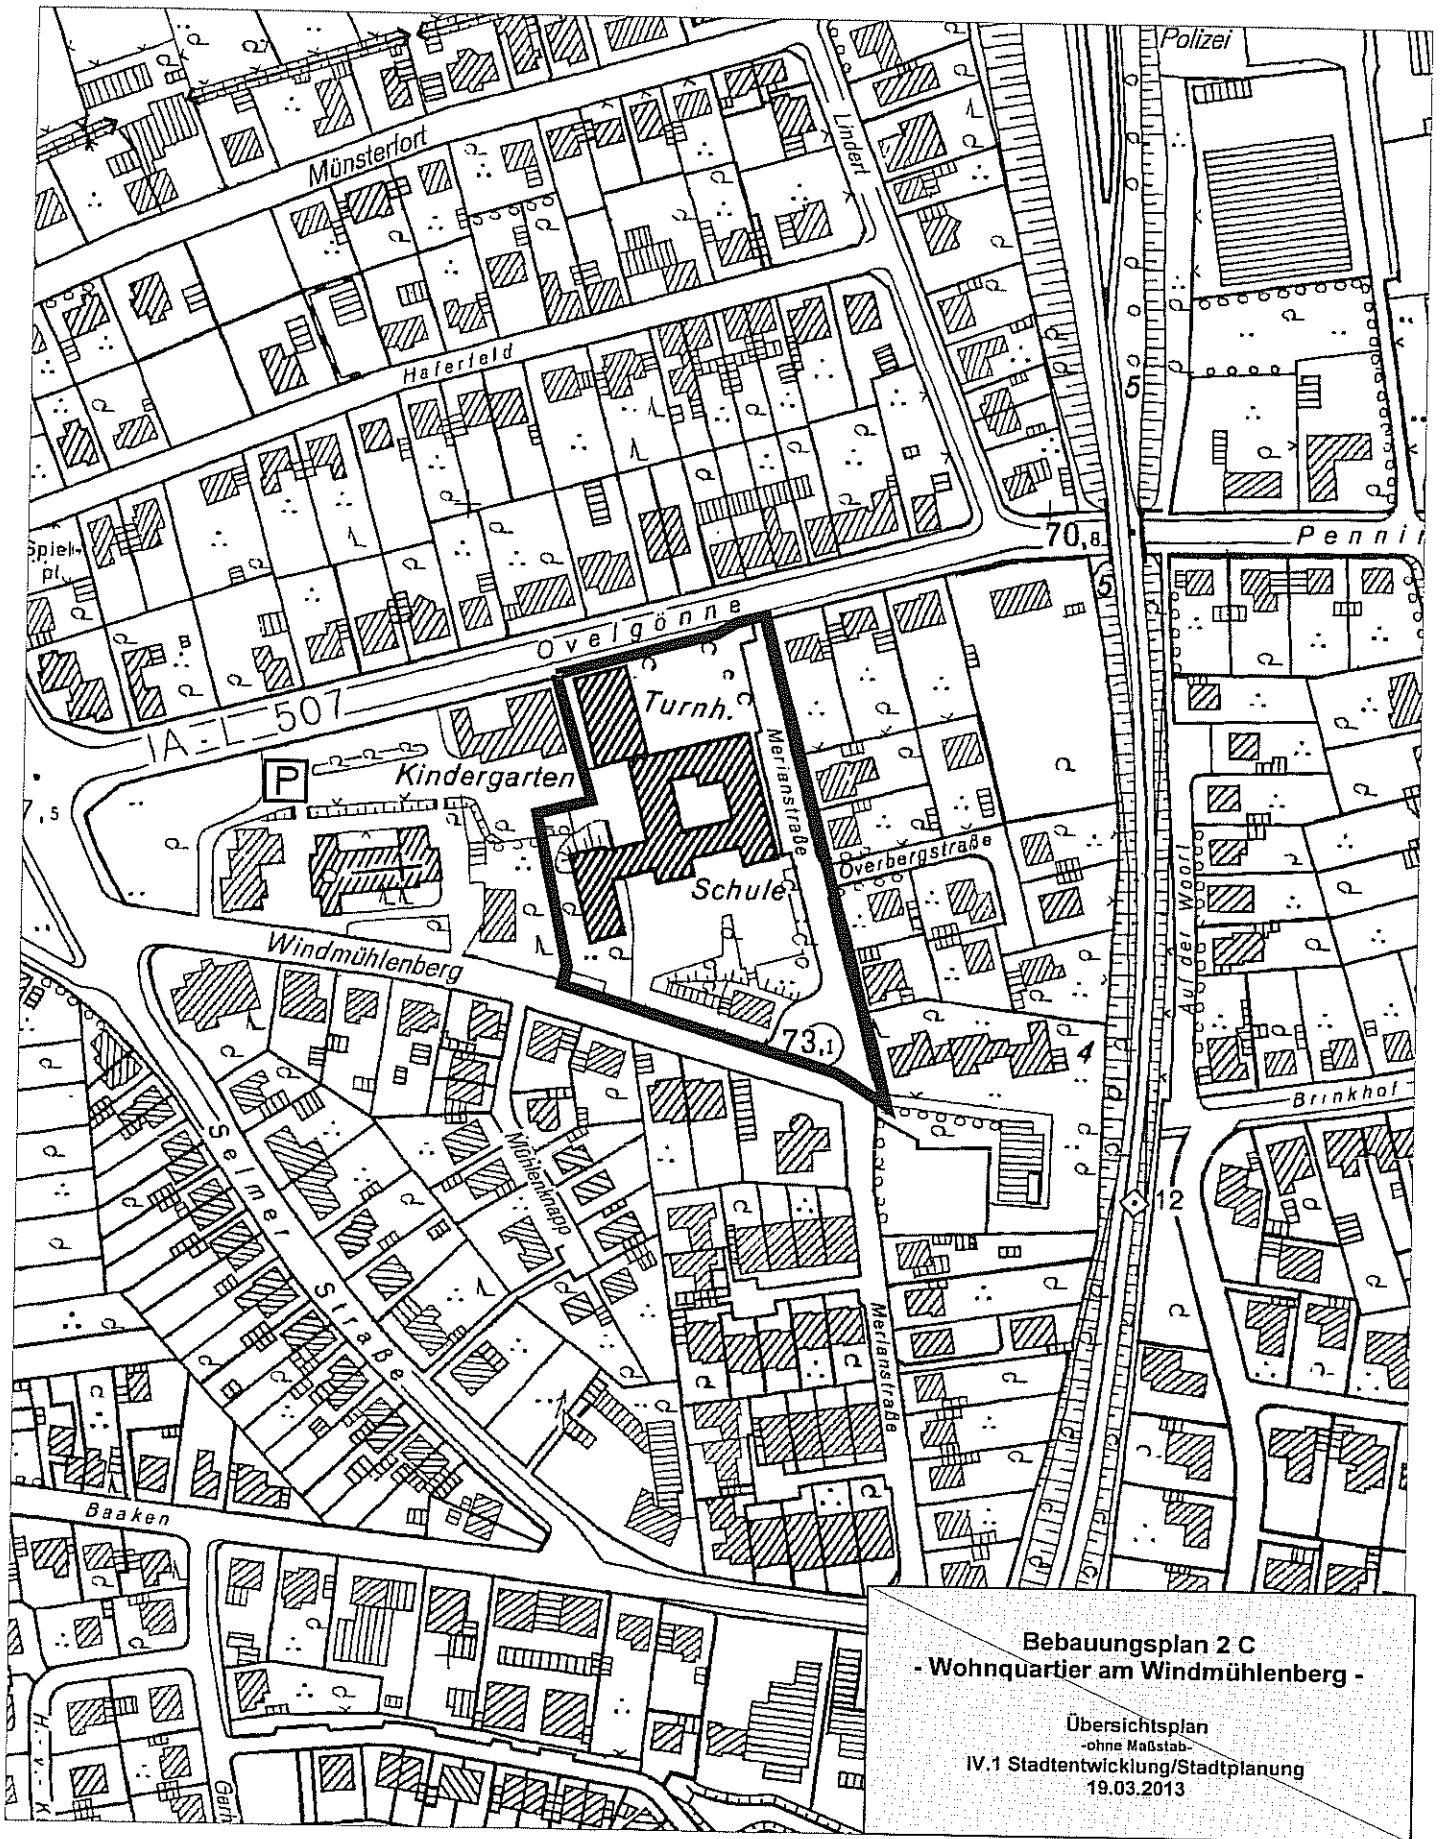 Polizei
Lindert
Münsterfort
Haferfeld
5
Spiel-
pl.
70,8
Pennin
5
Ovelgönne
L 507
Turnh.
P
Kindergarten
Merianstraße
7,5
Overbergstraße
Schule
Auf der Woort
Windmühlenberg
73,1
4
Brinkhof
Selmer Straße
Mühlenknapp
12
Merianstraße
Baaken
H.-v.-K
Gerh
Bebauungsplan 2 C
- Wohnquartier am Windmühlenberg -
Übersichtsplan
-ohne Maßstab-
IV.1 Stadtentwicklung/Stadtplanung
19.03.2013